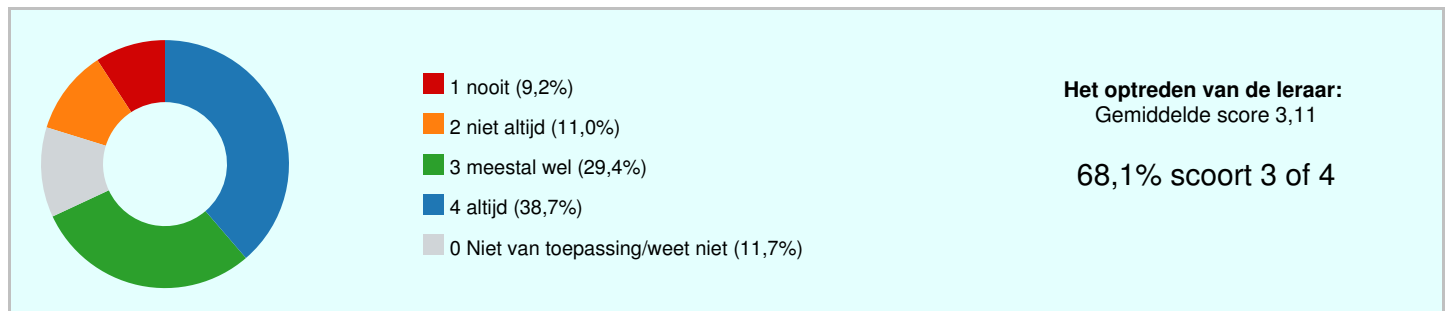 1 nooit (9,2%)
2 niet altijd (11,0%)
3 meestal wel (29,4%)
4 altijd (38,7%)
0 Niet van toepassing/weet niet (11,7%)
Het optreden van de leraar:
Gemiddelde score 3,11
68,1% scoort 3 of 4